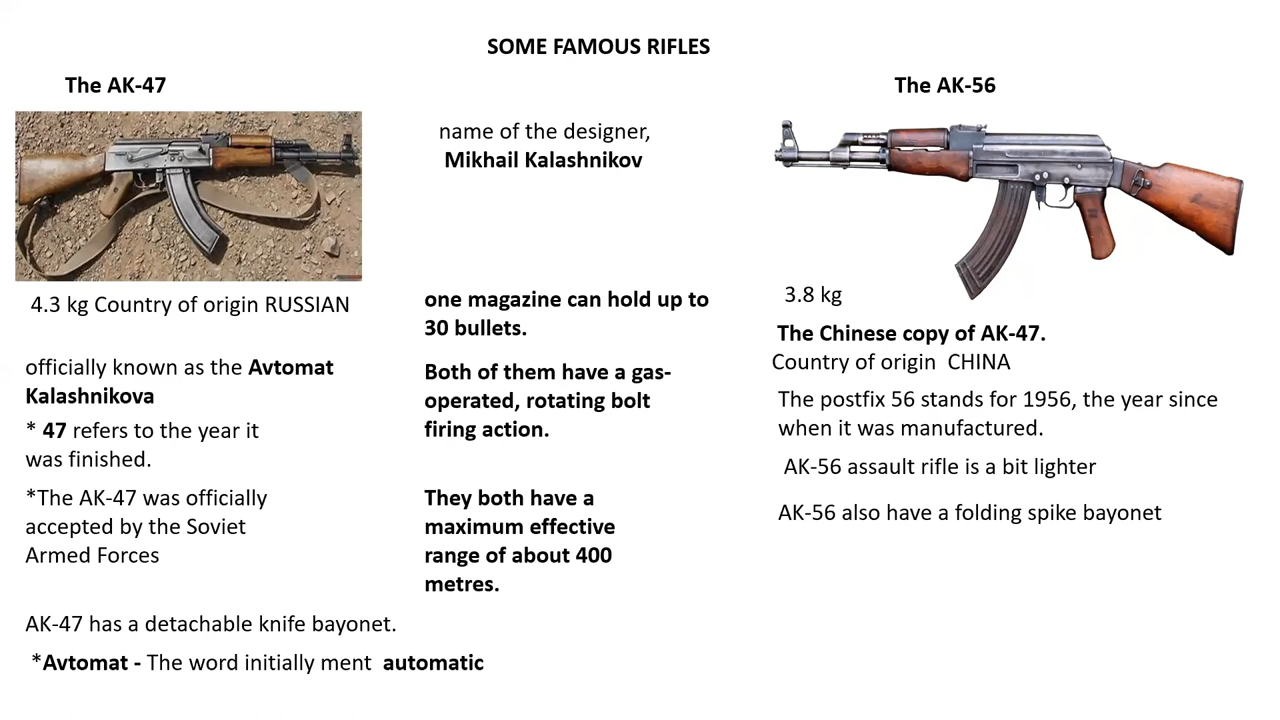 SOME FAMOUS RIFLES
The AK-47
4.3 kg Country of origin RUSSIAN
officially known as the Avtomat
Kalashnikova
* 47 refers to the year it
was finished.
*The AK-47 was officially
accepted by the Soviet
Armed Forces
AK-47 has a detachable knife bayonet.
*Avtomat - The word initially ment automatic
name of the designer,
Mikhail Kalashnikov
one magazine can hold up to
30 bullets.
Both of them have a gas-
operated, rotating bolt
firing action.
They both have a
maximum effective
range of about 400
metres.
The AK-56
3.8 kg
The Chinese copy of AK-47.
Country of origin CHINA
The postfix 56 stands for 1956, the year since
when it was manufactured.
AK-56 assault rifle is a bit lighter
AK-56 also have a folding spike bayonet